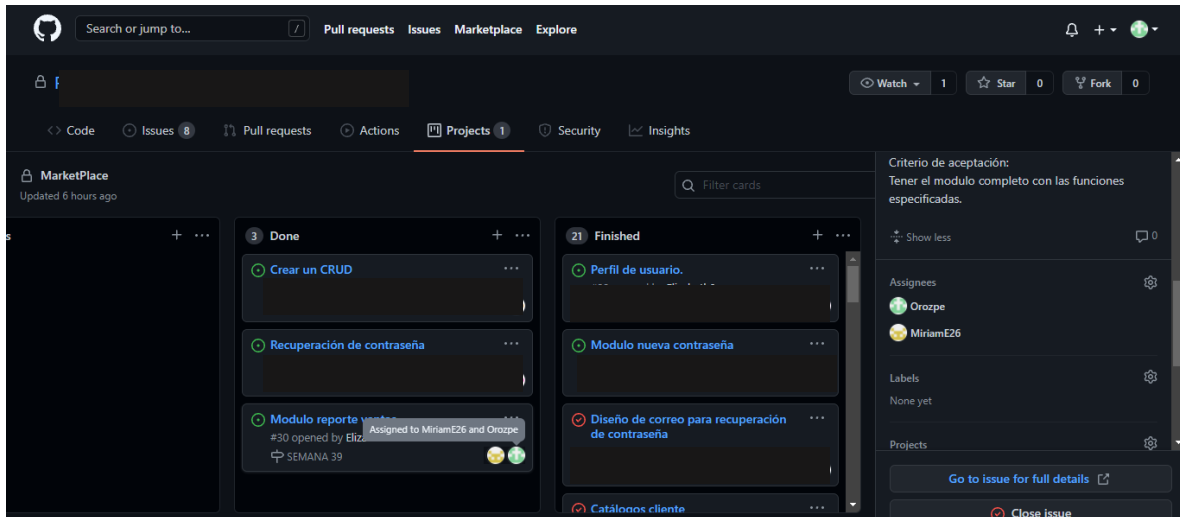 Search or jump to... / Pull requests Issues Marketplace Explore
Watch 1 Star 0 Fork 0
<> Code Issues 8 Pull requests Actions Projects 1 Security Insights
MarketPlace
Updated 6 hours ago
Filter cards
3 Done
Crear un CRUD
Recuperación de contraseña
Modulo reporte
#30 opened by
SEMANA 39
Assigned to MiriamE26 and Orozpe
21 Finished
Perfil de usuario.
Modulo nueva contraseña
Diseño de correo para recuperación
de contraseña
Catálogos cliente
Criterio de aceptación:
Tener el modulo completo con las funciones
especificadas.
Show less 0
Assignees
Orozpe
MiriamE26
Labels
None yet
Projects
Go to issue for full details
Close issue